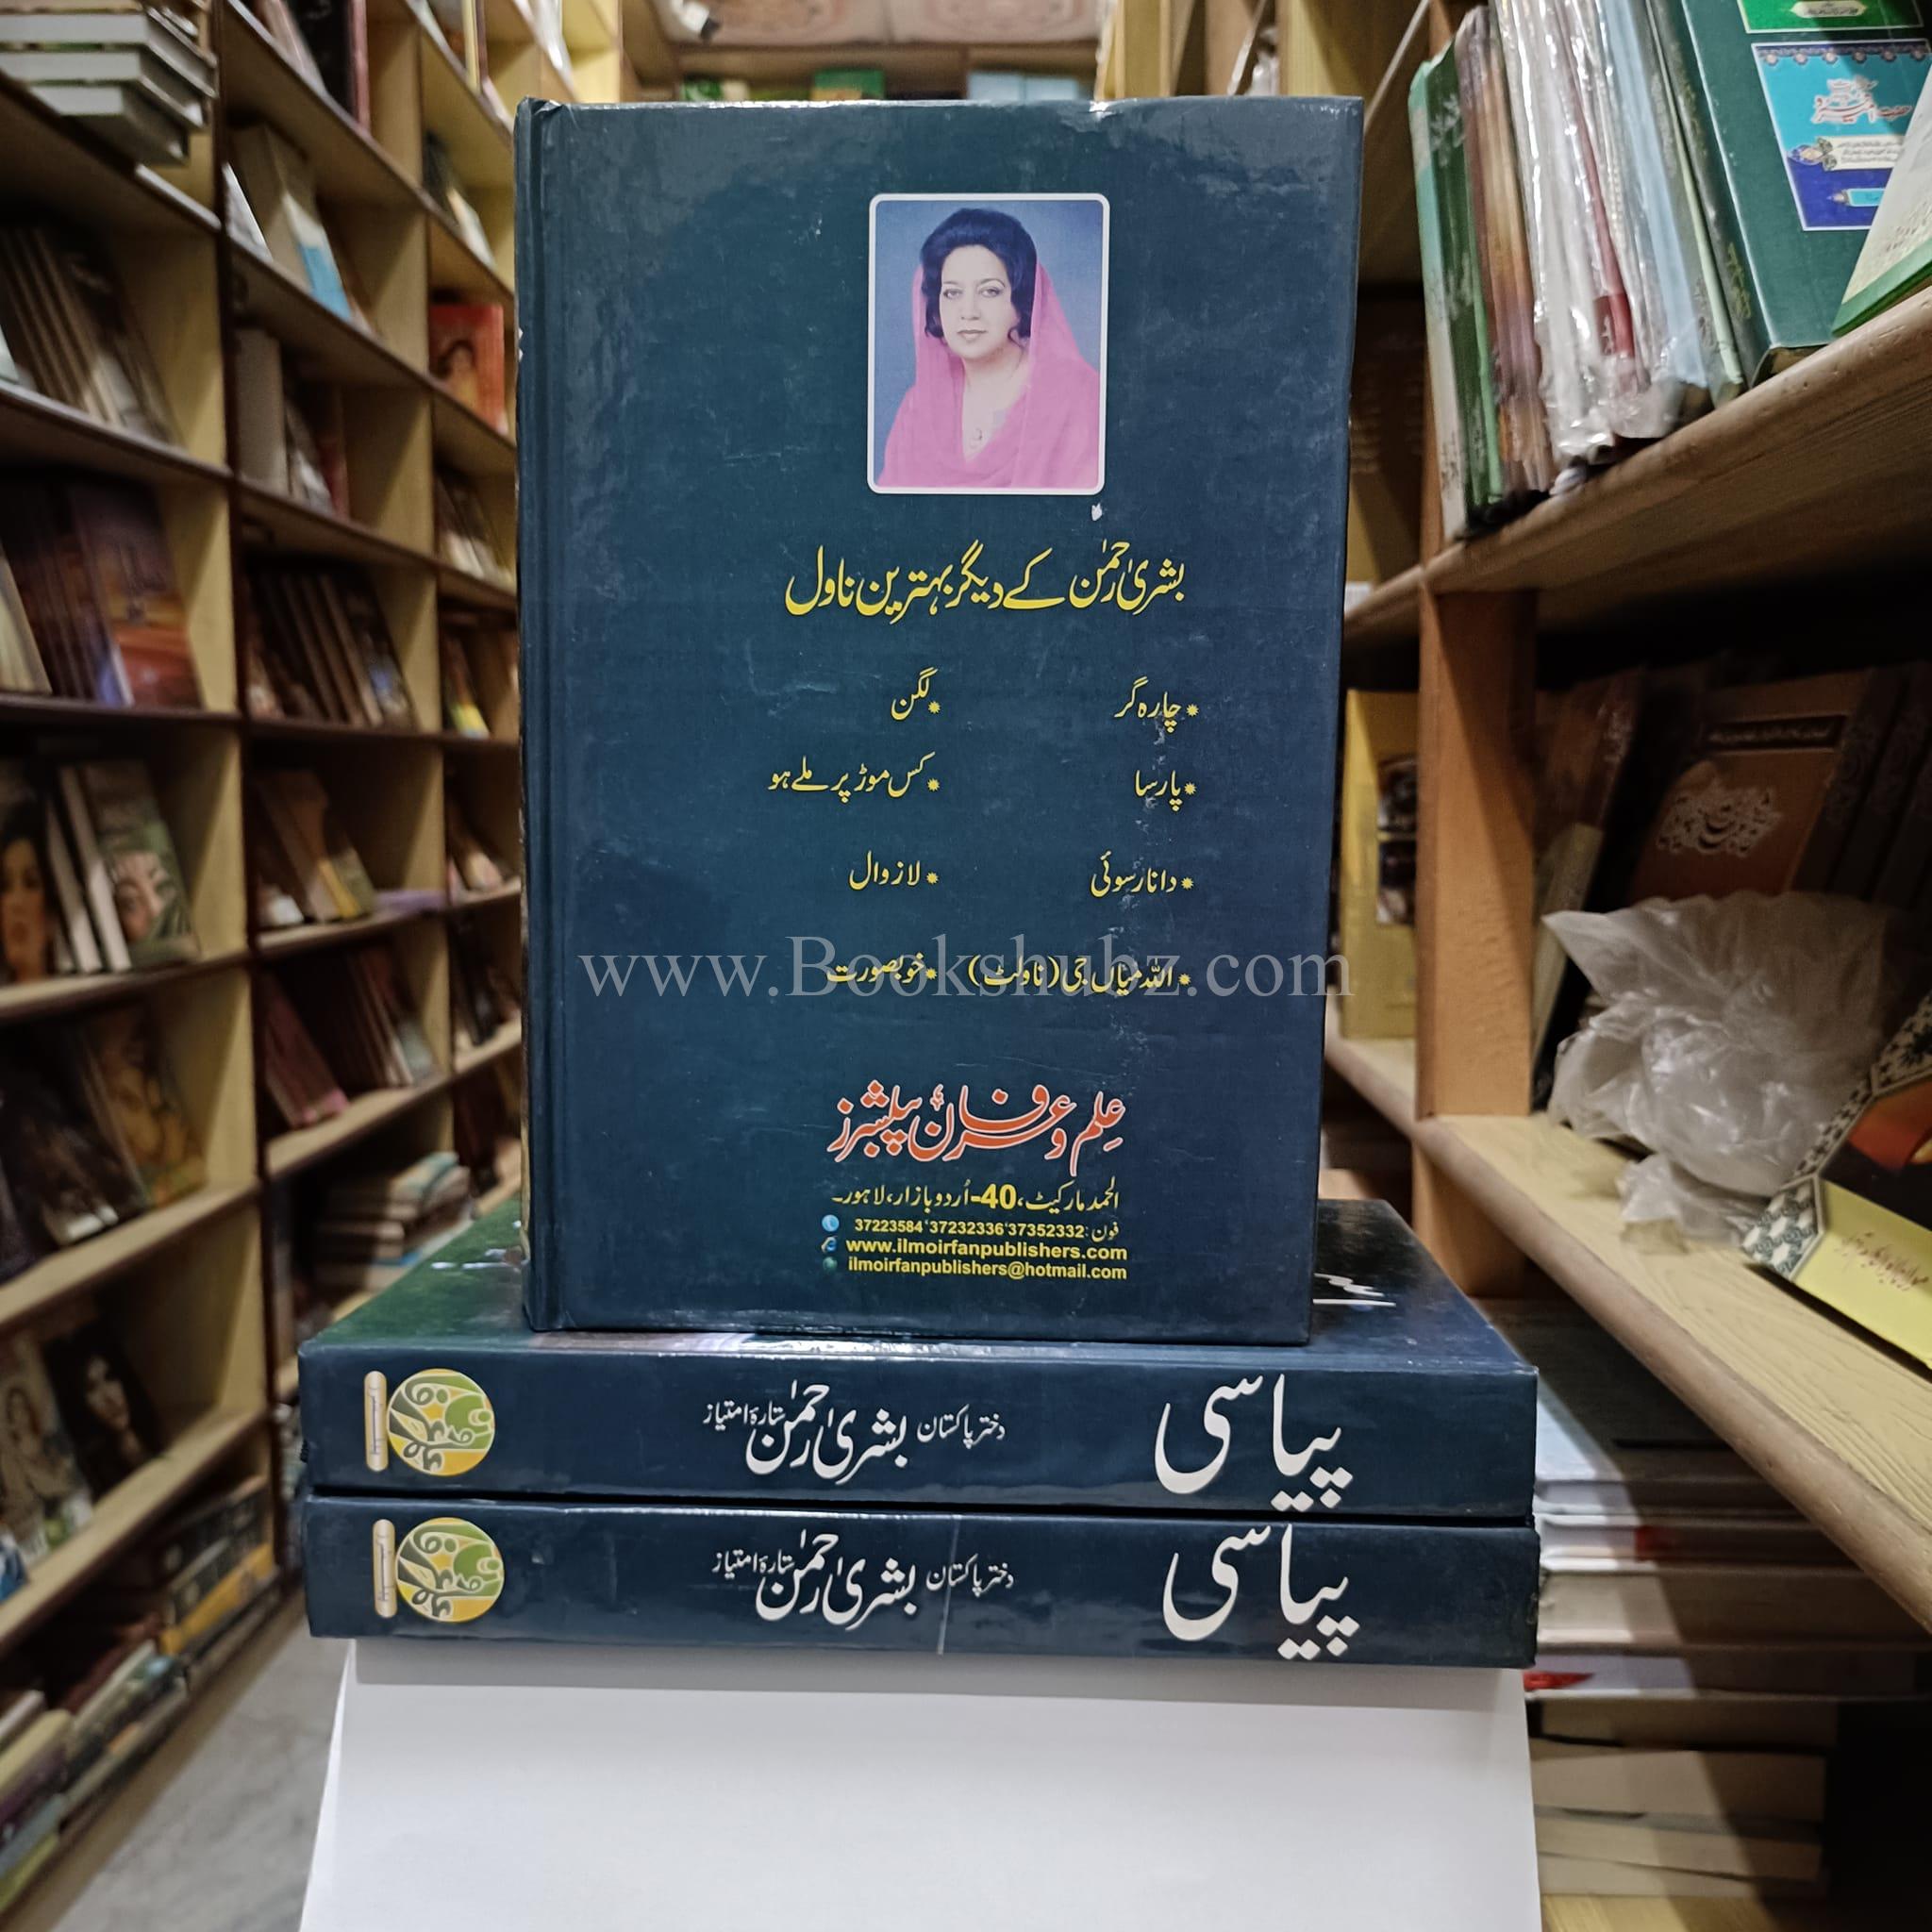 بشریٰ رحمٰن کے دیگر بہترین ناول
٭ چارہ گر ٭ لگن
٭ پارسا ٭ کس موڑ پر ملے ہو
٭ دانا رسوئی ٭ لازوال
٭ اللہ میاں جی (ناولٹ) ٭ خوبصورت
www.Bookshubz.com
علم و عرفان پبلشرز
الحمد مارکیٹ، 40-اُردو بازار، لاہور۔
فون: 37352332'37232336'37223584
www.ilmoirfanpublishers.com
ilmoirfanpublishers@hotmail.com
پیاسی دختر پاکستان بشریٰ رحمٰن ستارۂ امتیاز
پیاسی دختر پاکستان بشریٰ رحمٰن ستارۂ امتیاز